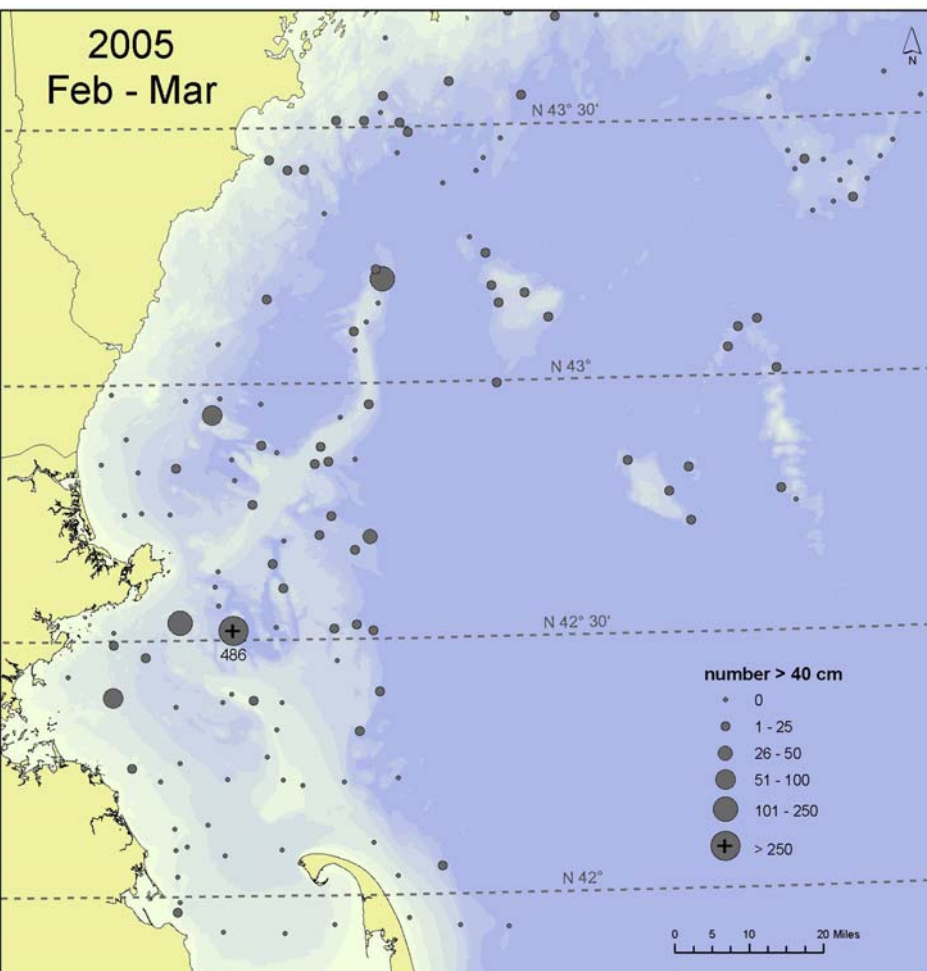 2005
Feb - Mar
N
N 43° 30'
N 43°
N 42° 30'
486
number > 40 cm
0
1 - 25
26 - 50
51 - 100
101 - 250
> 250
N 42°
0 5 10 20 Miles